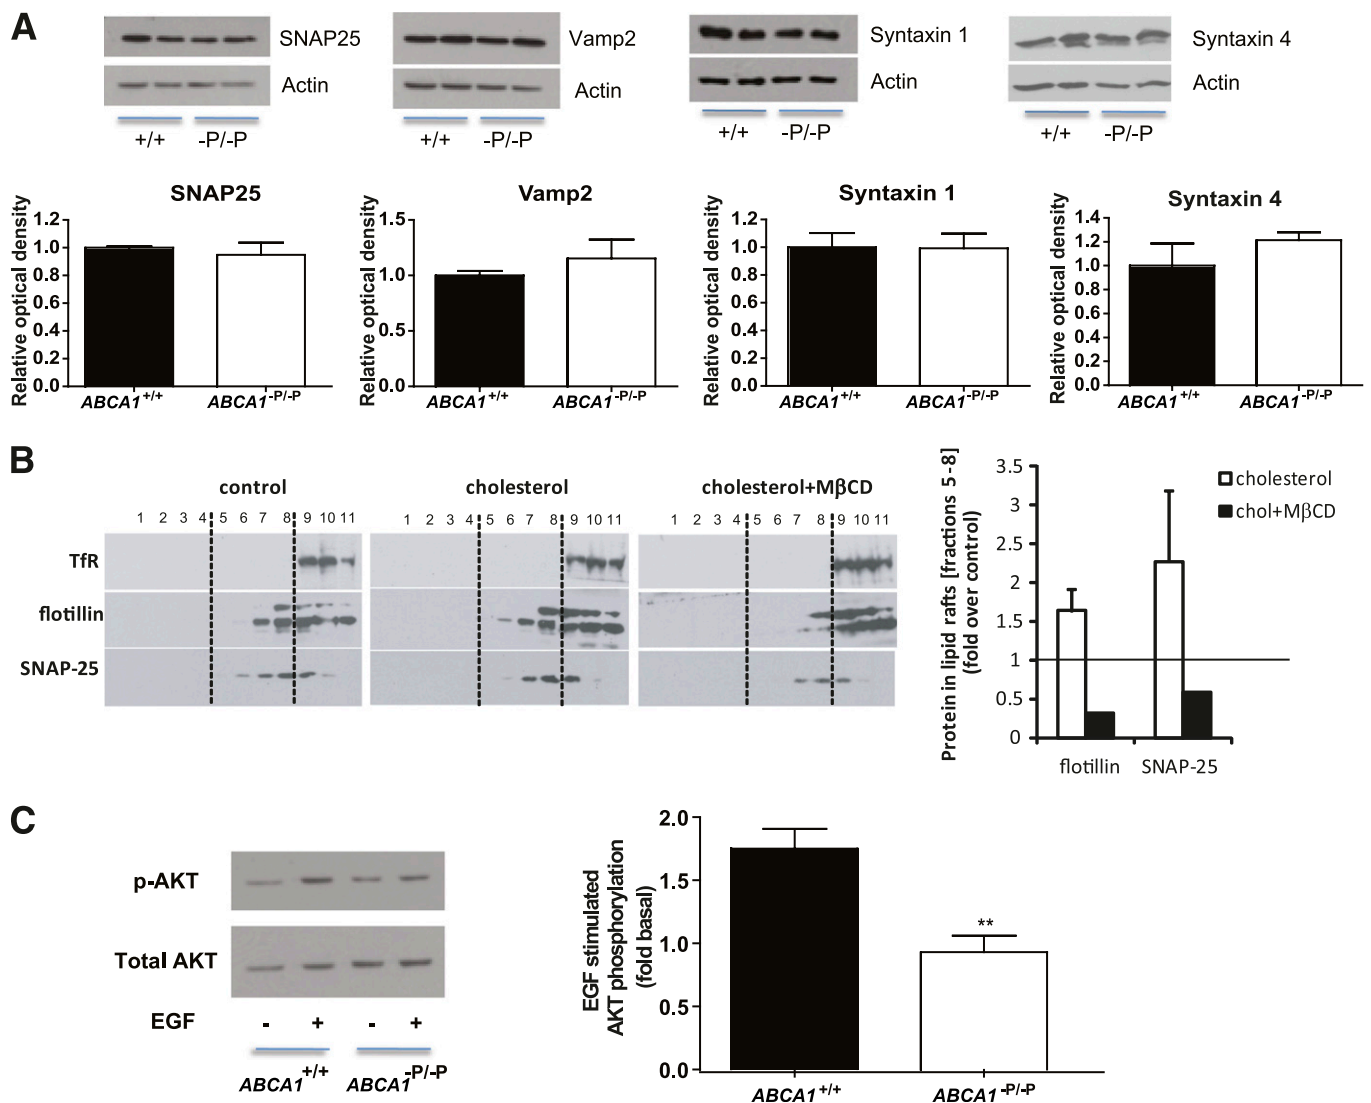 A
SNAP25
Actin
+/+ -P/-P
Vamp2
Actin
+/+ -P/-P
Syntaxin 1
Actin
+/+ -P/-P
Syntaxin 4
Actin
+/+ -P/-P
SNAP25
Relative optical density
1.2
1.0
0.8
0.6
0.4
0.2
0.0
ABCA1+/+ ABCA1-P/-P
Vamp2
Relative optical density
1.5
1.0
0.5
0.0
ABCA1+/+ ABCA1-P/-P
Syntaxin 1
Relative optical density
1.2
1.0
0.8
0.6
0.4
0.2
0.0
ABCA1+/+ ABCA1-P/-P
Syntaxin 4
Relative optical density
1.4
1.2
1.0
0.8
0.6
0.4
0.2
0.0
ABCA1+/+ ABCA1-P/-P
B
control
1 2 3 4 5 6 7 8 9 10 11
cholesterol
1 2 3 4 5 6 7 8 9 10 11
cholesterol+MβCD
1 2 3 4 5 6 7 8 9 10 11
TfR
flotillin
SNAP-25
Protein in lipid rafts [fractions 5-8]
(fold over control)
3.5
3
2.5
2
1.5
1
0.5
0
cholesterol
chol+MβCD
flotillin SNAP-25
C
p-AKT
Total AKT
EGF - + - +
ABCA1+/+ ABCA1-P/-P
EGF stimulated
AKT phosphorylation
(fold basal)
2.0
1.5
1.0
0.5
0.0
**
ABCA1+/+ ABCA1-P/-P